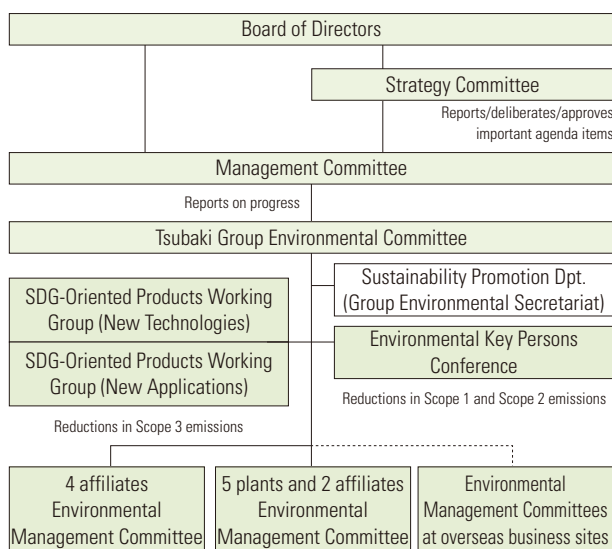 Board of Directors
Strategy Committee
Reports/deliberates/approves
important agenda items
Management Committee
Reports on progress
Tsubaki Group Environmental Committee
SDG-Oriented Products Working
Group (New Technologies)
Sustainability Promotion Dpt.
(Group Environmental Secretariat)
SDG-Oriented Products Working
Group (New Applications)
Environmental Key Persons
Conference
Reductions in Scope 3 emissions
Reductions in Scope 1 and Scope 2 emissions
4 affiliates
Environmental
Management Committee
5 plants and 2 affiliates
Environmental
Management Committee
Environmental
Management Committees
at overseas business sites